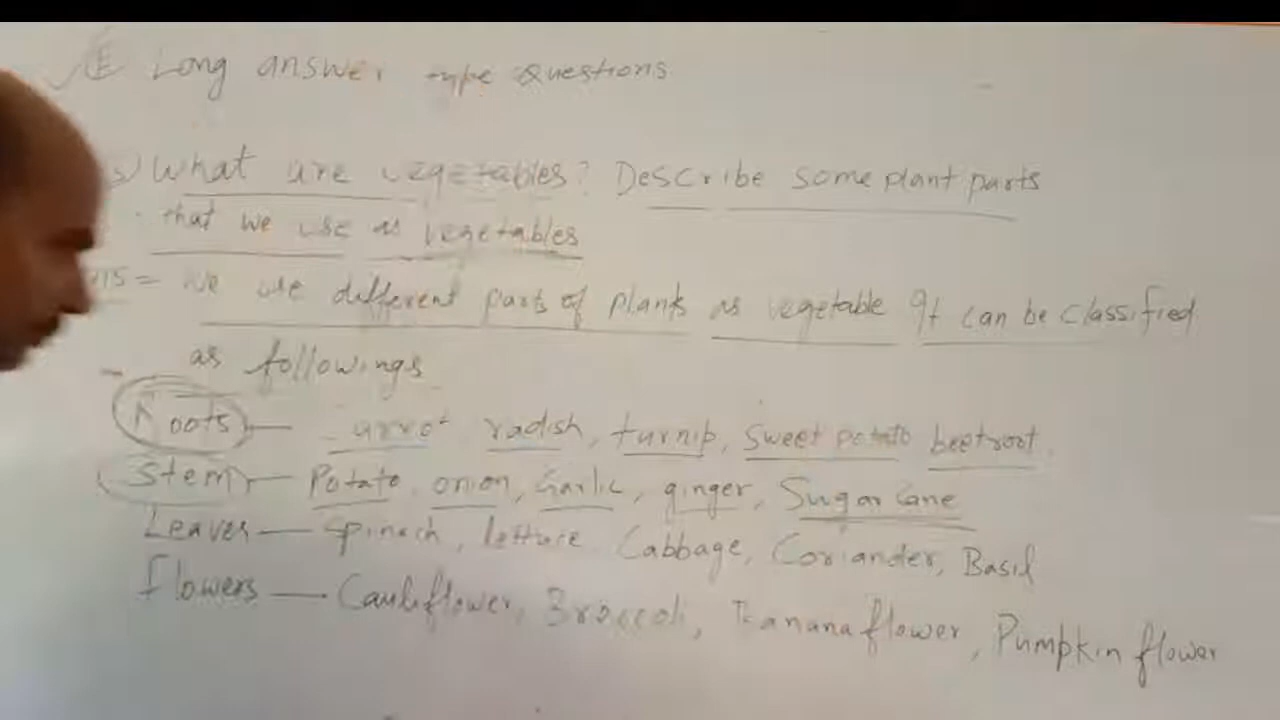 E Long answer type Questions
What are vegetables? Describe some plant parts
that we use as vegetables
Ans = We use different parts of plants as vegetable It can be classified
as followings
Roots — Carrot radish, turnip, Sweet potato beetroot.
Stem — Potato, onion, Garlic, ginger, Sugar Cane
Leaves — Spinach, lettuce Cabbage, Coriander, Basil
Flowers — Cauliflower, Broccoli, Banana flower, Pumpkin flower